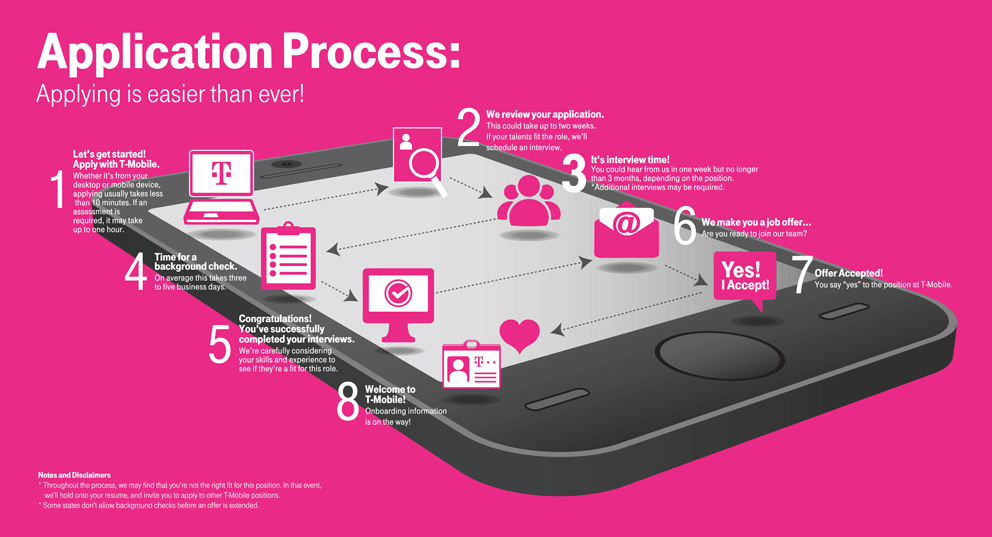 Application Process:
Applying is easier than ever!
1
Let's get started!
Apply with T-Mobile.
Whether it's from your
desktop or mobile device,
applying usually takes less
than 10 minutes. If an
assessment is
required, it may take
up to one hour.
T
2
We review your application.
This could take up to two weeks.
If your talents fit the role, we'll
schedule an interview.
3
It's interview time!
You could hear from us in one week but no longer
than 3 months, depending on the position.
*Additional interviews may be required.
4
Time for a
background check.
On average this takes three
to five business days.
5
Congratulations!
You've successfully
completed your interviews.
We're carefully considering
your skills and experience to
see if they're a fit for this role.
@
6
We make you a job offer...
Are you ready to join our team?
Yes!
I Accept!
7
Offer Accepted!
You say “yes” to the position at T-Mobile.
T
8
Welcome to
T-Mobile!
Onboarding information
is on the way!
Notes and Disclaimers
* Throughout the process, we may find that you're not the right fit for this position. In that event,
we'll hold onto your resume, and invite you to apply to other T-Mobile positions.
* Some states don't allow background checks before an offer is extended.